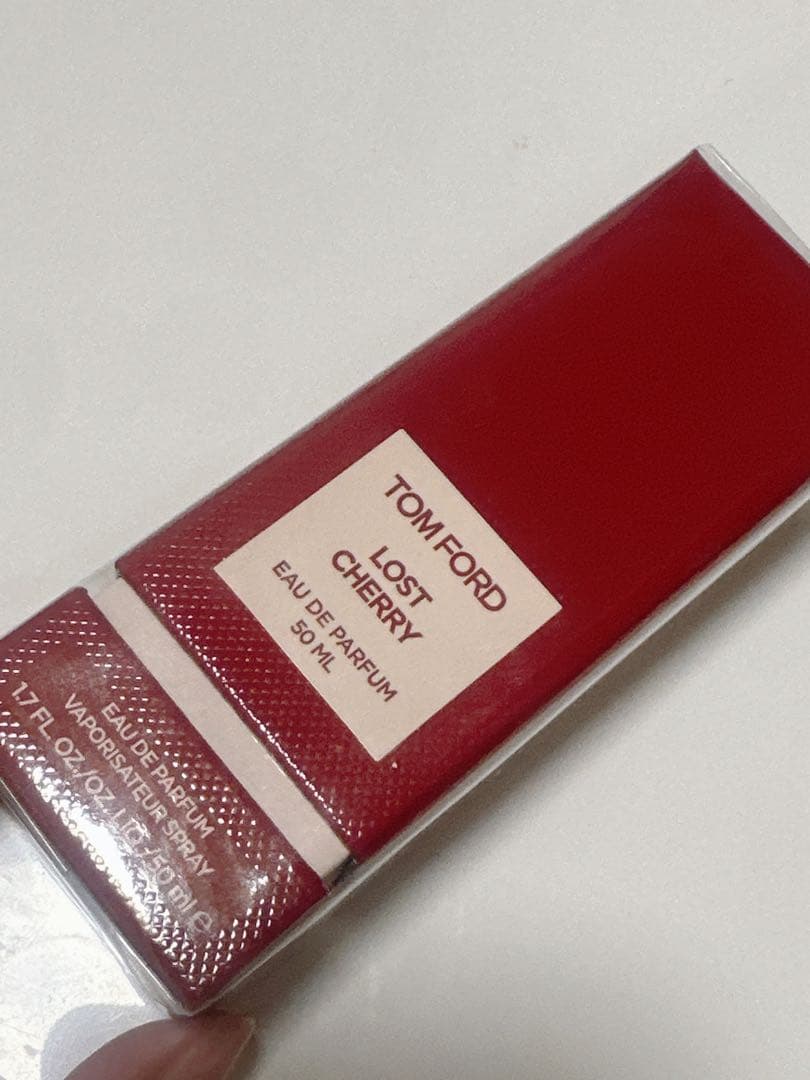 TOM FORD
LOST
CHERRY
EAU DE PARFUM
50 ML
EAU DE PARFUM
VAPORISATEUR SPRAY
1.7 FL.OZ./OZ. LIQ./50 ml ℮